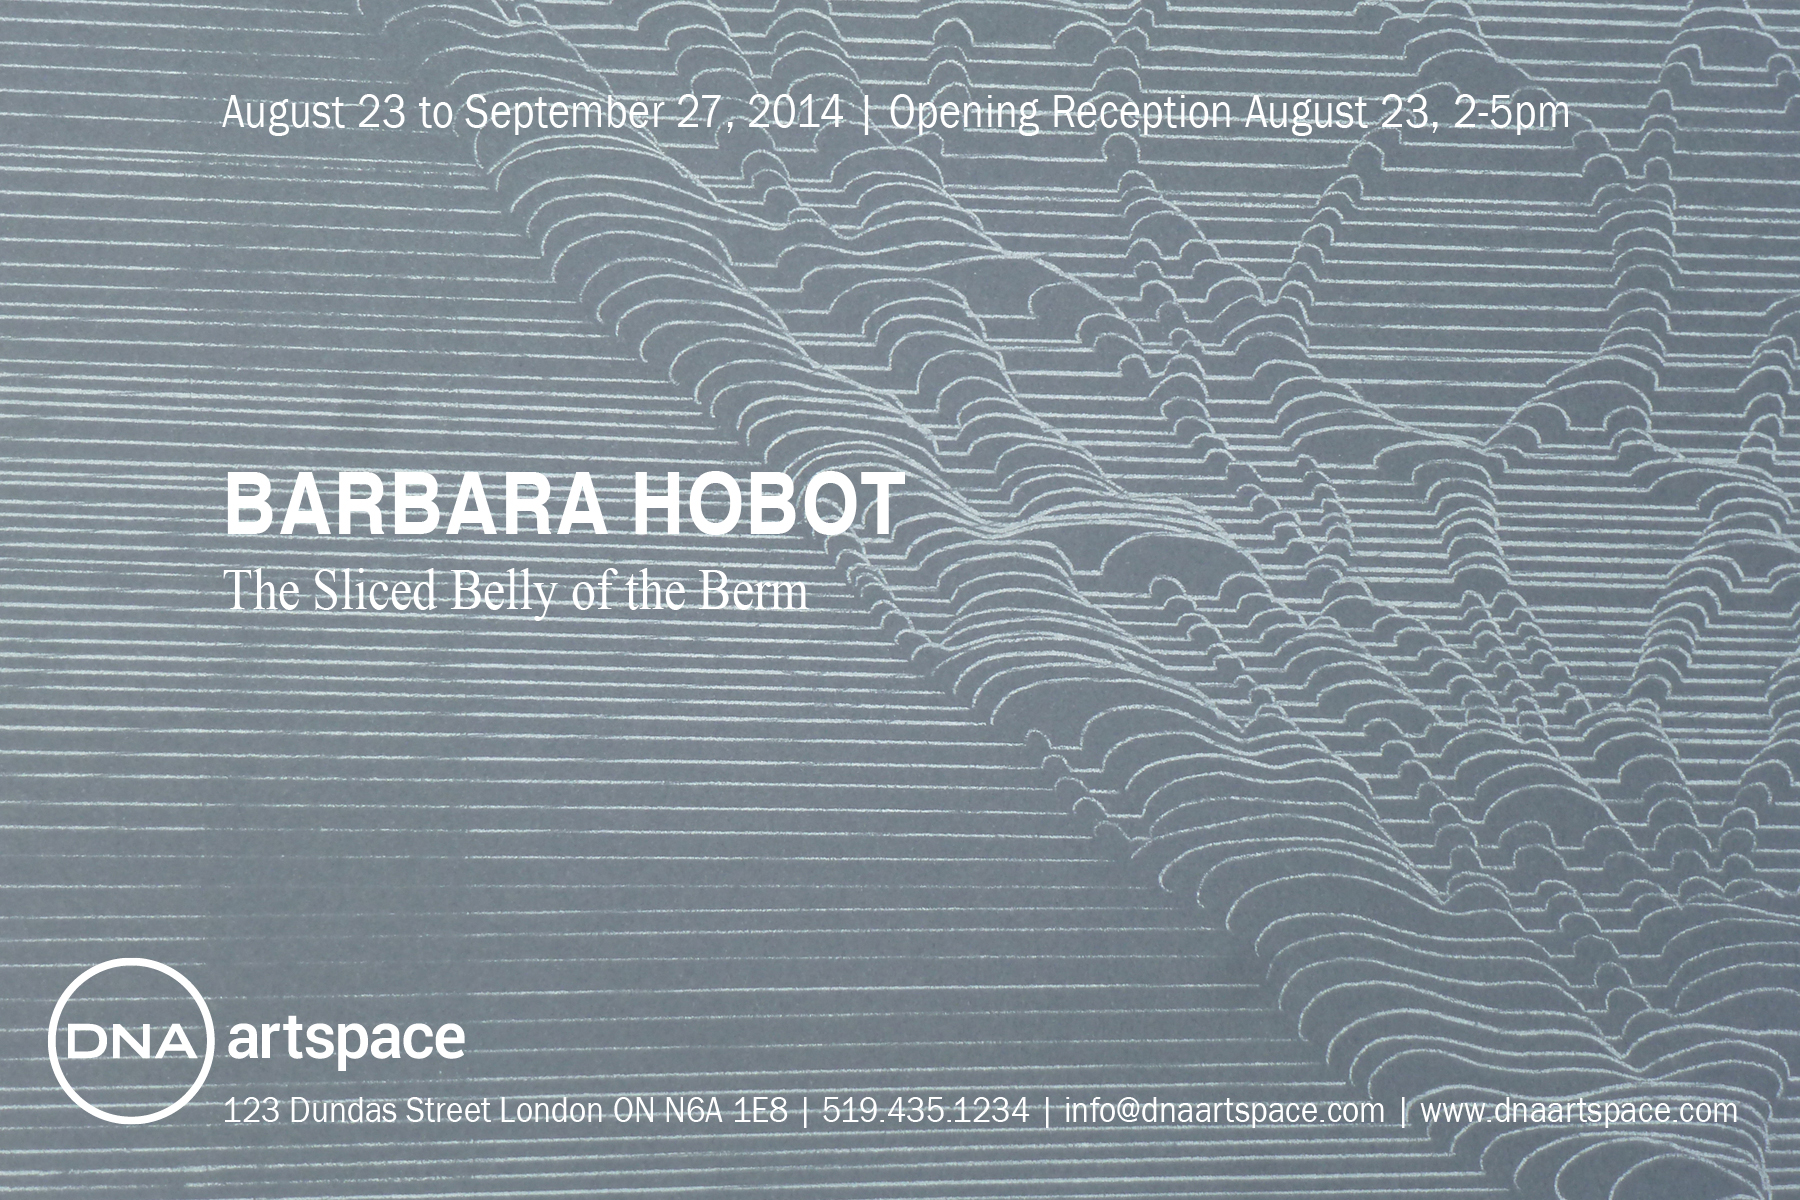 August 23 to September 27, 2014 | Opening Reception August 23, 2-5pm
BARBARA HOBOT
The Sliced Belly of the Berm
DNA artspace
123 Dundas Street London ON N6A 1E8 | 519.435.1234 | info@dnaartspace.com | www.dnaartspace.com